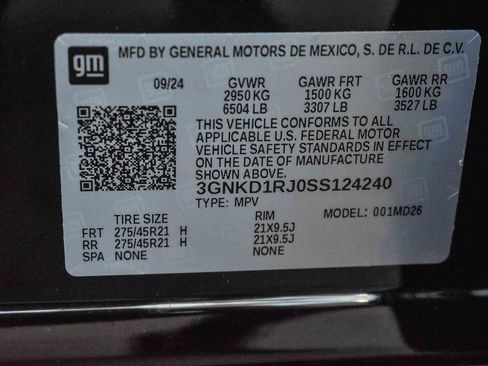 gm
MFD BY GENERAL MOTORS DE MEXICO, S. DE R.L. DE C.V.
09/24 GVWR GAWR FRT GAWR RR
2950 KG 1500 KG 1600 KG
6504 LB 3307 LB 3527 LB
THIS VEHICLE CONFORMS TO ALL
APPLICABLE U.S. FEDERAL MOTOR
VEHICLE SAFETY STANDARDS IN EFFECT
ON THE DATE OF MANUFACTURE
SHOWN ABOVE.
3GNKD1RJ0SS124240
TYPE: MPV MODEL: 001MD26
TIRE SIZE RIM
FRT 275/45R21 H 21X9.5J
RR 275/45R21 H 21X9.5J
SPA NONE NONE